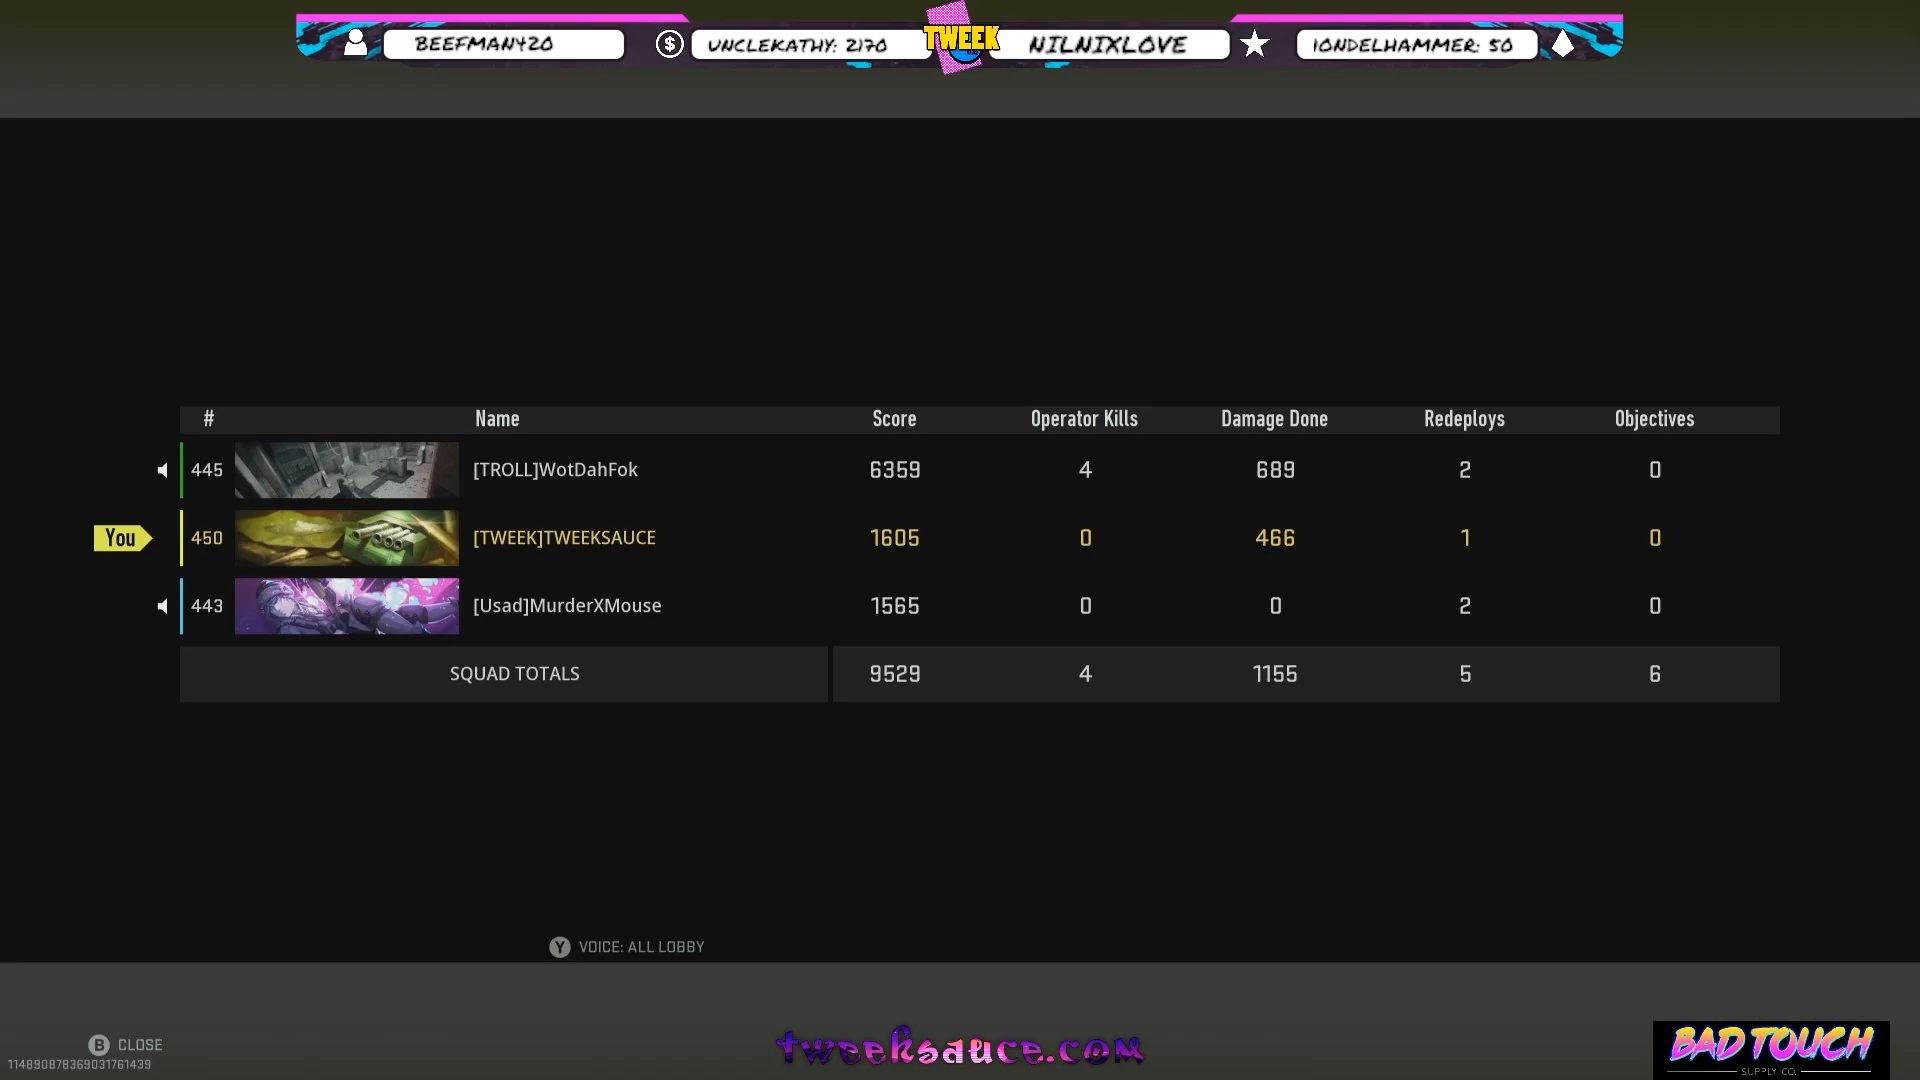 BEEFMAN420
$
UNCLEKATHY: 2170
TWEEK
NILNIXLOVE
IONDELHAMMER: 50
# Name Score Operator Kills Damage Done Redeploys Objectives
445 [TROLL]WotDahFok 6359 4 689 2 0
You 450 [TWEEK]TWEEKSAUCE 1605 0 466 1 0
443 [Usad]MurderXMouse 1565 0 0 2 0
SQUAD TOTALS 9529 4 1155 5 6
Y VOICE: ALL LOBBY
B CLOSE
11489087836903176​1439
tweeksauce.com
BAD TOUCH
SUPPLY CO.